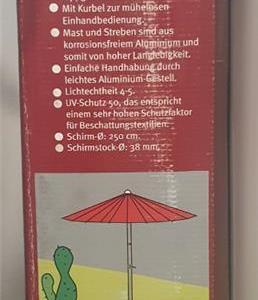 Mit Kurbel zur mühelosen
Einhandbedienung.
Mast und Streben sind aus
korrosionsfreiem Aluminium und
somit von hoher Langlebigkeit.
Einfache Handhabung durch
leichtes Aluminium-Gestell.
Lichtechtheit 4-5.
UV-Schutz 50, das entspricht
einem sehr hohen Schutzfaktor
für Beschattungstextilien.
Schirm-Ø: 250 cm.
Schirmstock-Ø: 38 mm.